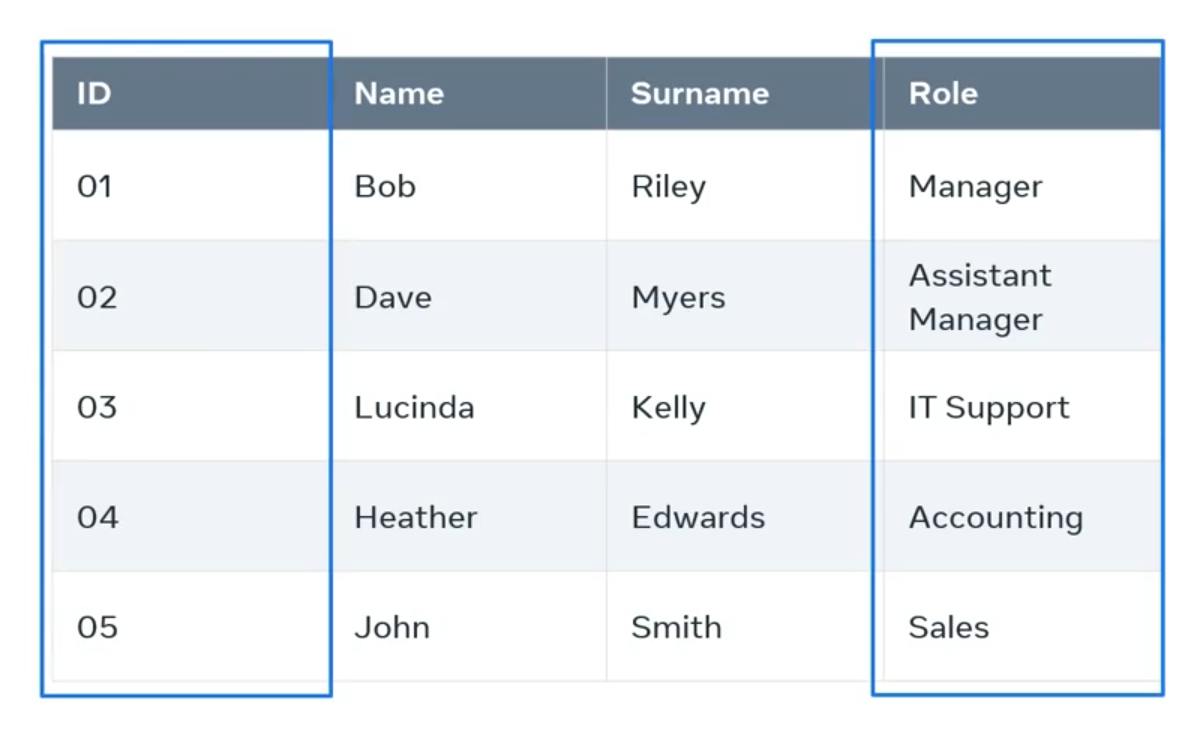 ID Name Surname Role
01 Bob Riley Manager
02 Dave Myers Assistant
Manager
03 Lucinda Kelly IT Support
04 Heather Edwards Accounting
05 John Smith Sales